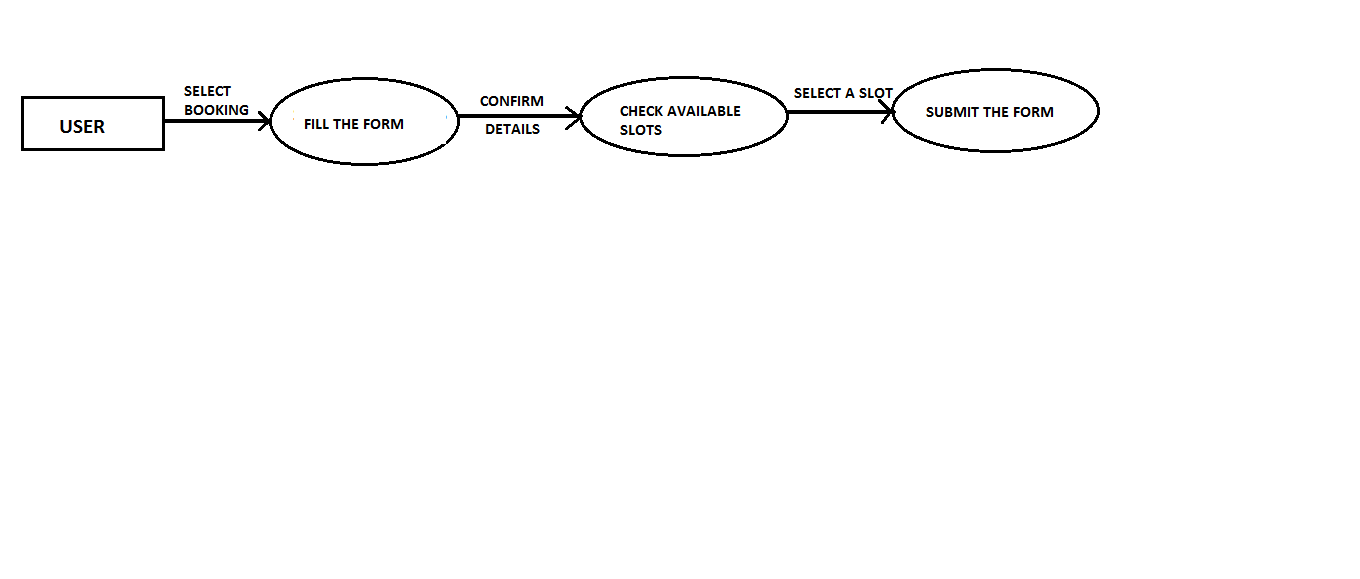 USER
SELECT
BOOKING
FILL THE FORM
CONFIRM
DETAILS
CHECK AVAILABLE
SLOTS
SELECT A SLOT
SUBMIT THE FORM